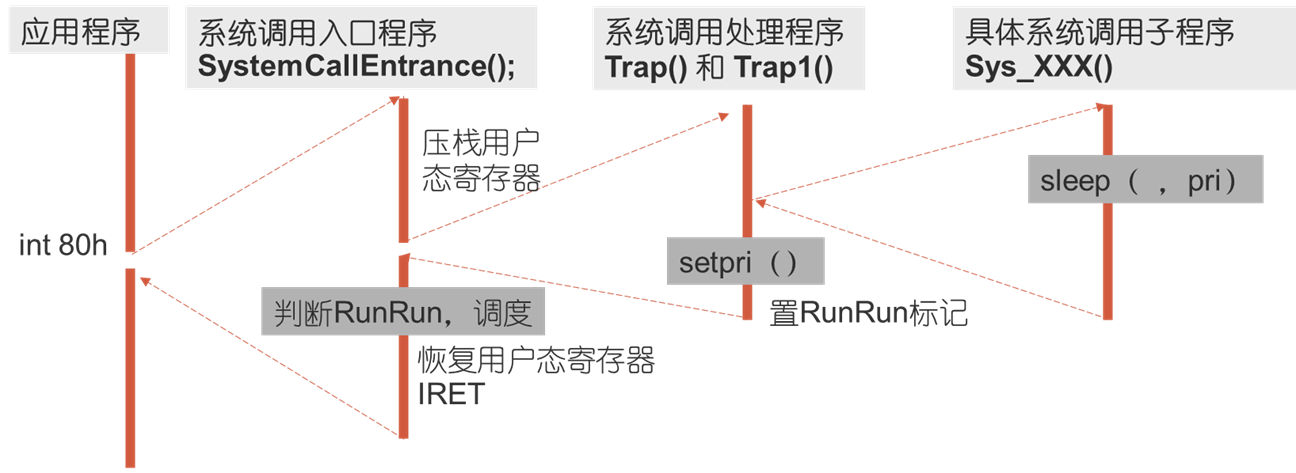 应用程序
系统调用入口程序
SystemCallEntrance();
系统调用处理程序
Trap() 和 Trap1()
具体系统调用子程序
Sys_XXX()
压栈用户
态寄存器
sleep（ ，pri）
int 80h
setpri（）
判断RunRun，调度
置RunRun标记
恢复用户态寄存器
IRET